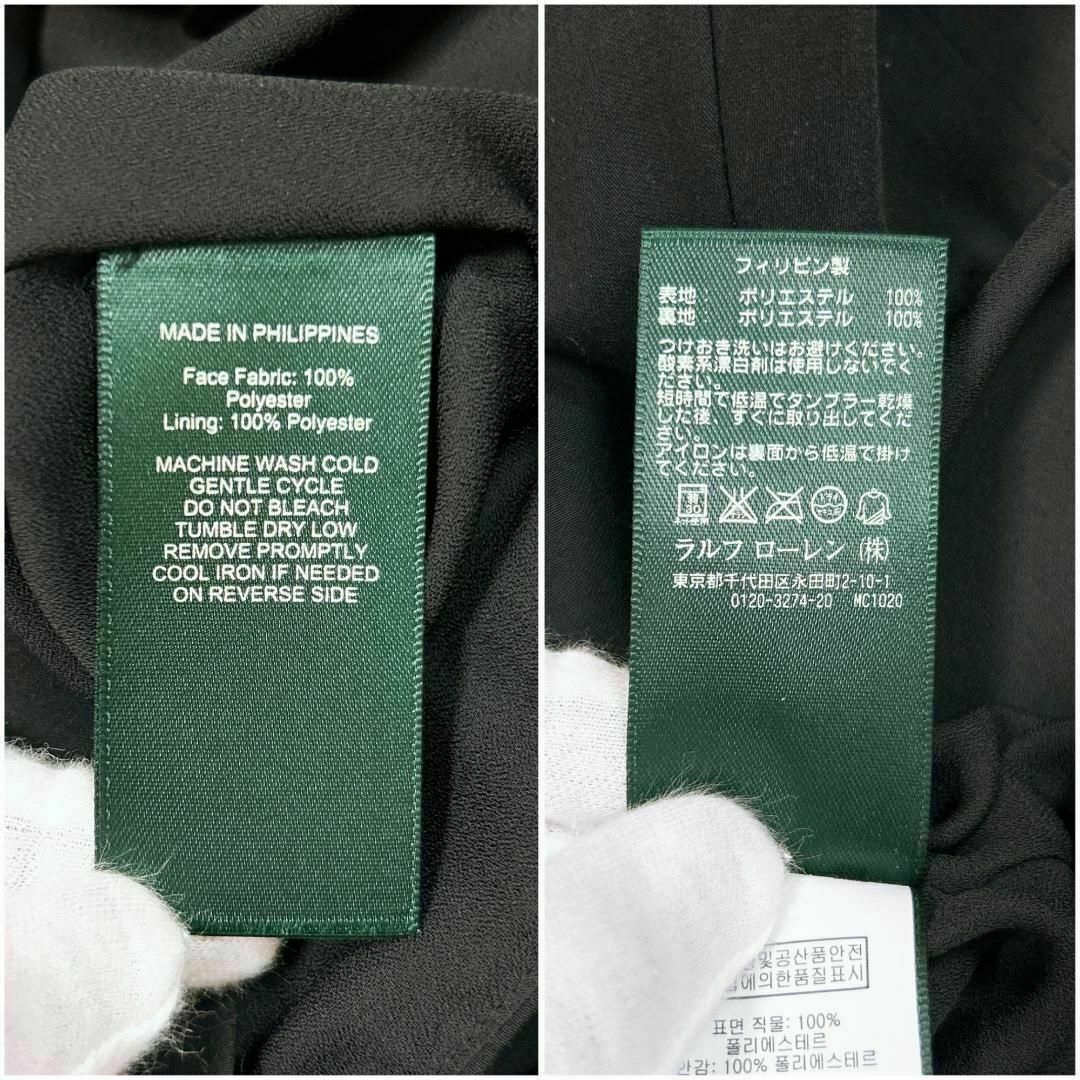 MADE IN PHILIPPINES
Face Fabric: 100%
Polyester
Lining: 100% Polyester
MACHINE WASH COLD
GENTLE CYCLE
DO NOT BLEACH
TUMBLE DRY LOW
REMOVE PROMPTLY
COOL IRON IF NEEDED
ON REVERSE SIDE
フィリピン製
表地: ポリエステル 100%
裏地: ポリエステル 100%
つけおき洗いはお避けください。
酸素系漂白剤は使用しないでく
ださい。
短時間で低温でタンブラー乾燥
した後、すぐに取り出してくだ
さい。
アイロンは裏面から低温で掛け
てください。
ラルフ ローレン (株)
東京都千代田区永田町2-10-1
0120-3274-20 MC1020
및공산품안전
에의한품질표시
표면 직물: 100%
폴리에스테르
안감: 100% 폴리에스테르